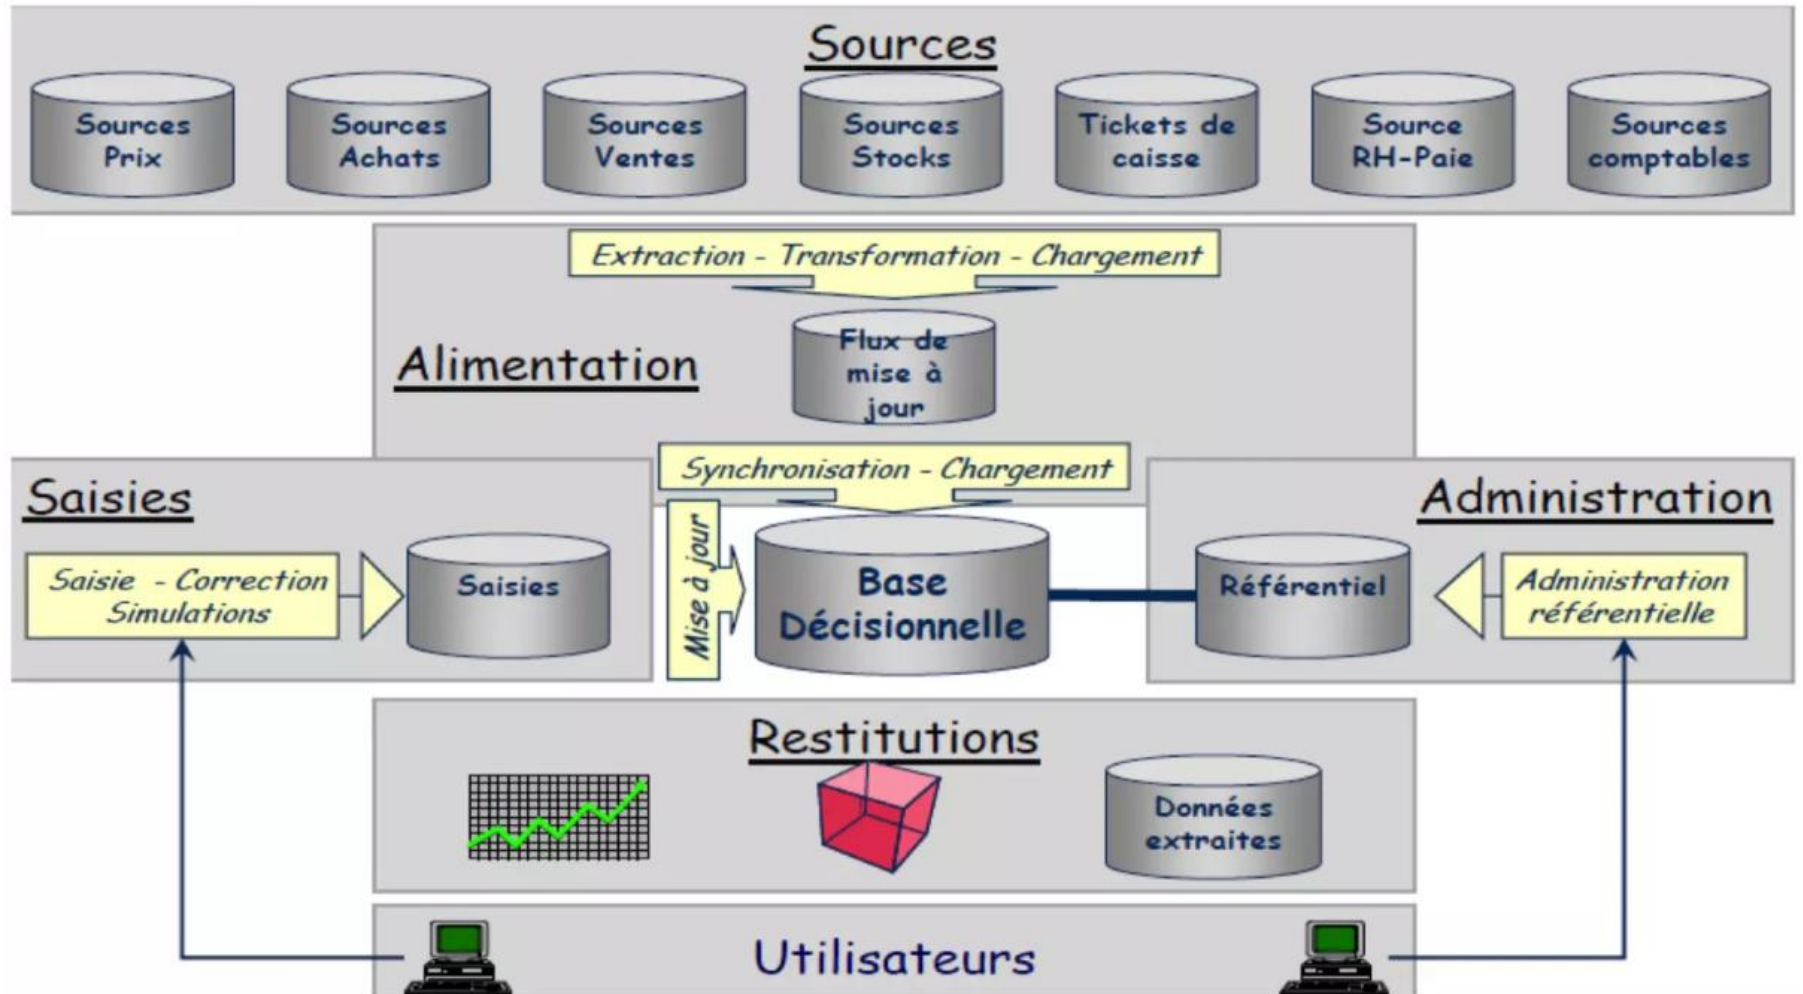 Sources
Sources
Prix
Sources
Achats
Sources
Ventes
Sources
Stocks
Tickets de
caisse
Source
RH-Paie
Sources
comptables
Extraction - Transformation - Chargement
Alimentation
Flux de
mise à
jour
Synchronisation - Chargement
Saisies
Saisie - Correction
Simulations
Saisies
Mise à jour
Base
Décisionnelle
Administration
Référentiel
Administration
référentielle
Restitutions
Données
extraites
Utilisateurs